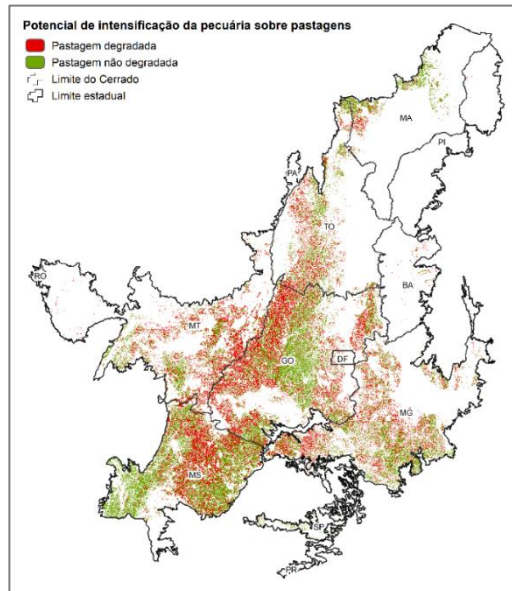 Potencial de intensificação da pecuária sobre pastagens
Pastagem degradada
Pastagem não degradada
Limite do Cerrado
Limite estadual
MA
PI
PA
TO
RO
BA
MT
DF
GO
MG
MS
SP
PR